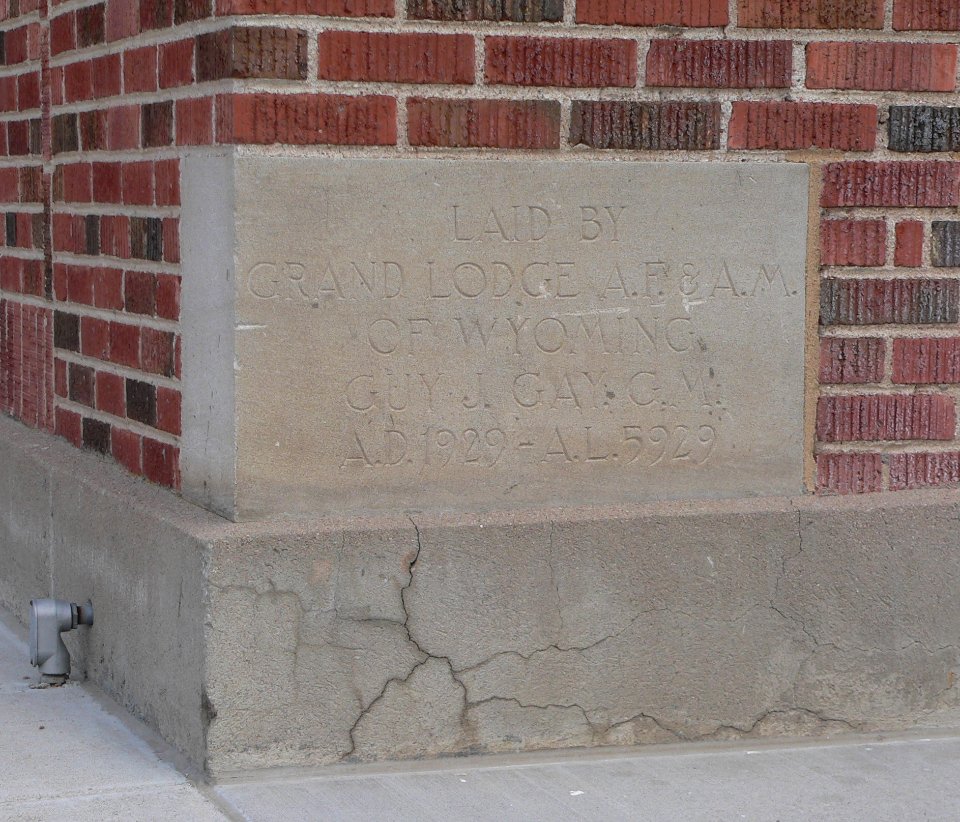 LAID BY
GRAND LODGE A.F. & A.M.
OF WYOMING
GUY J. GAY, G.M.
A.D. 1929 - A.L. 5929